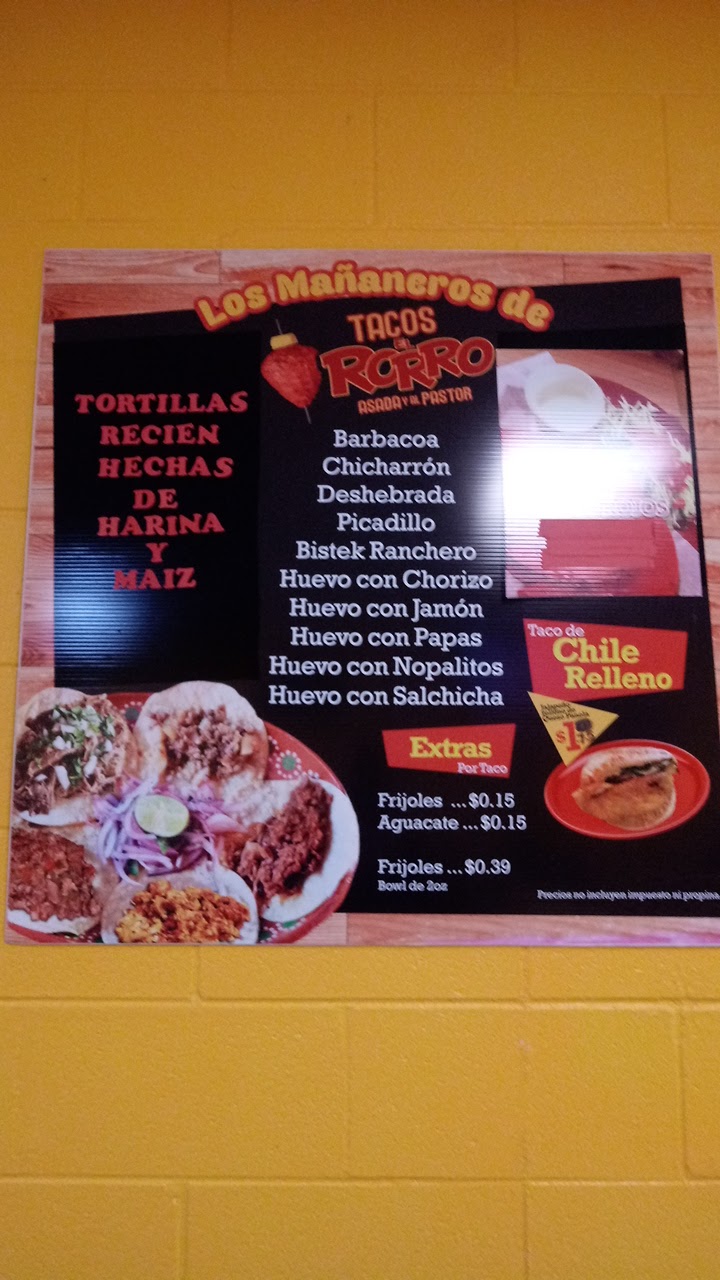 Los Mañaneros de
TACOS
EL
RORRO
ASADA Y AL PASTOR
TORTILLAS
RECIEN
HECHAS
DE
HARINA
Y
MAIZ
Barbacoa
Chicharrón
Deshebrada
Picadillo
Bistek Ranchero
Huevo con Chorizo
Huevo con Jamón
Huevo con Papas
Huevo con Nopalitos
Huevo con Salchicha
Extras
Por Taco
Frijoles ...$0.15
Aguacate ...$0.15
Frijoles ...$0.39
Bowl de 2oz
Taco de
Chile
Relleno
Precios no incluyen impuesto ni propina